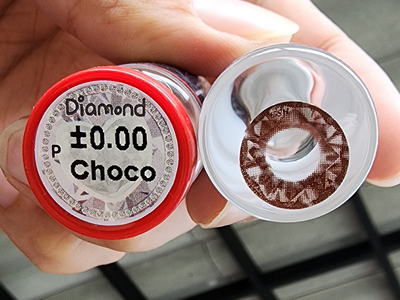 Diamond
±0.00
P
Choco